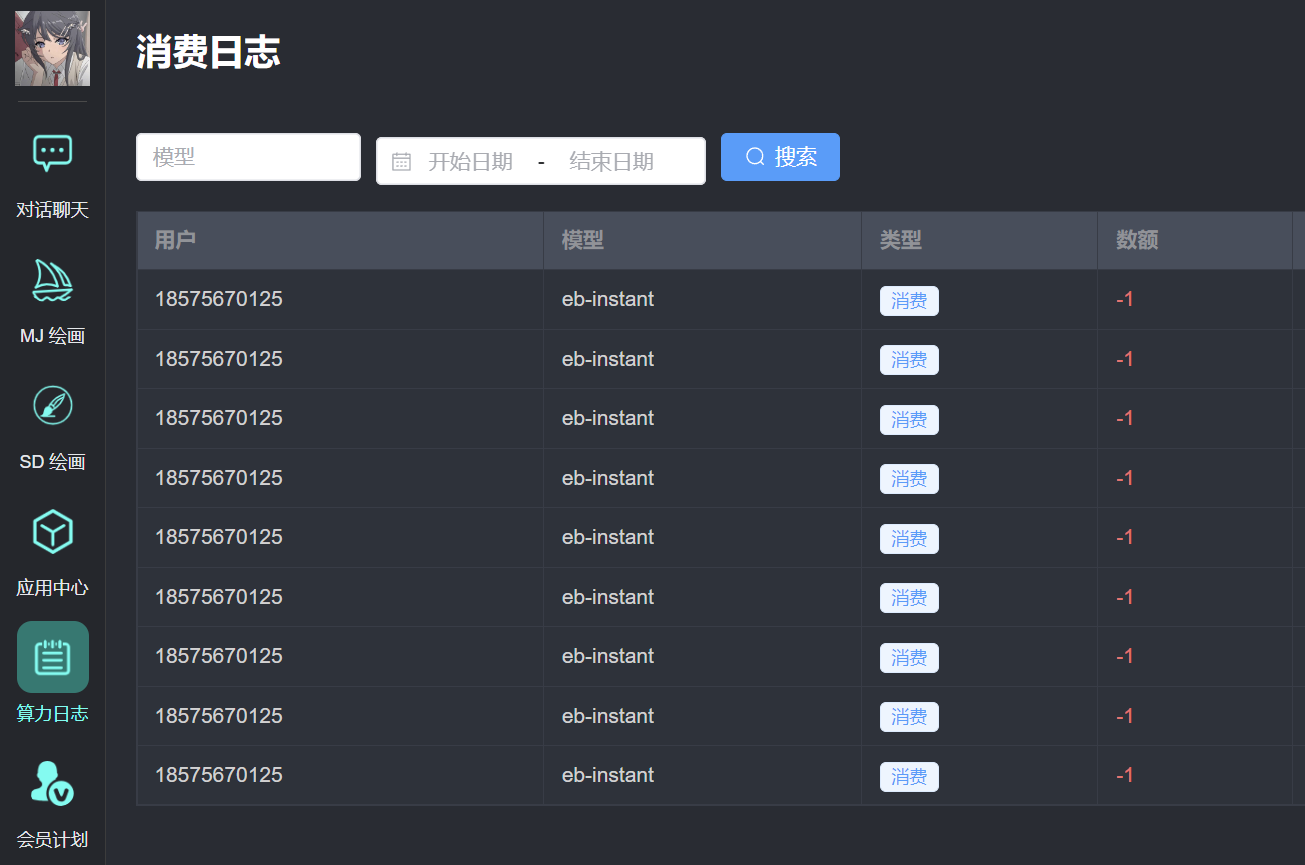 消费日志
模型
开始日期 - 结束日期
搜索
对话聊天
MJ 绘画
SD 绘画
应用中心
算力日志
会员计划
用户 模型 类型 数额
18575670125 eb-instant 消费 -1
18575670125 eb-instant 消费 -1
18575670125 eb-instant 消费 -1
18575670125 eb-instant 消费 -1
18575670125 eb-instant 消费 -1
18575670125 eb-instant 消费 -1
18575670125 eb-instant 消费 -1
18575670125 eb-instant 消费 -1
18575670125 eb-instant 消费 -1